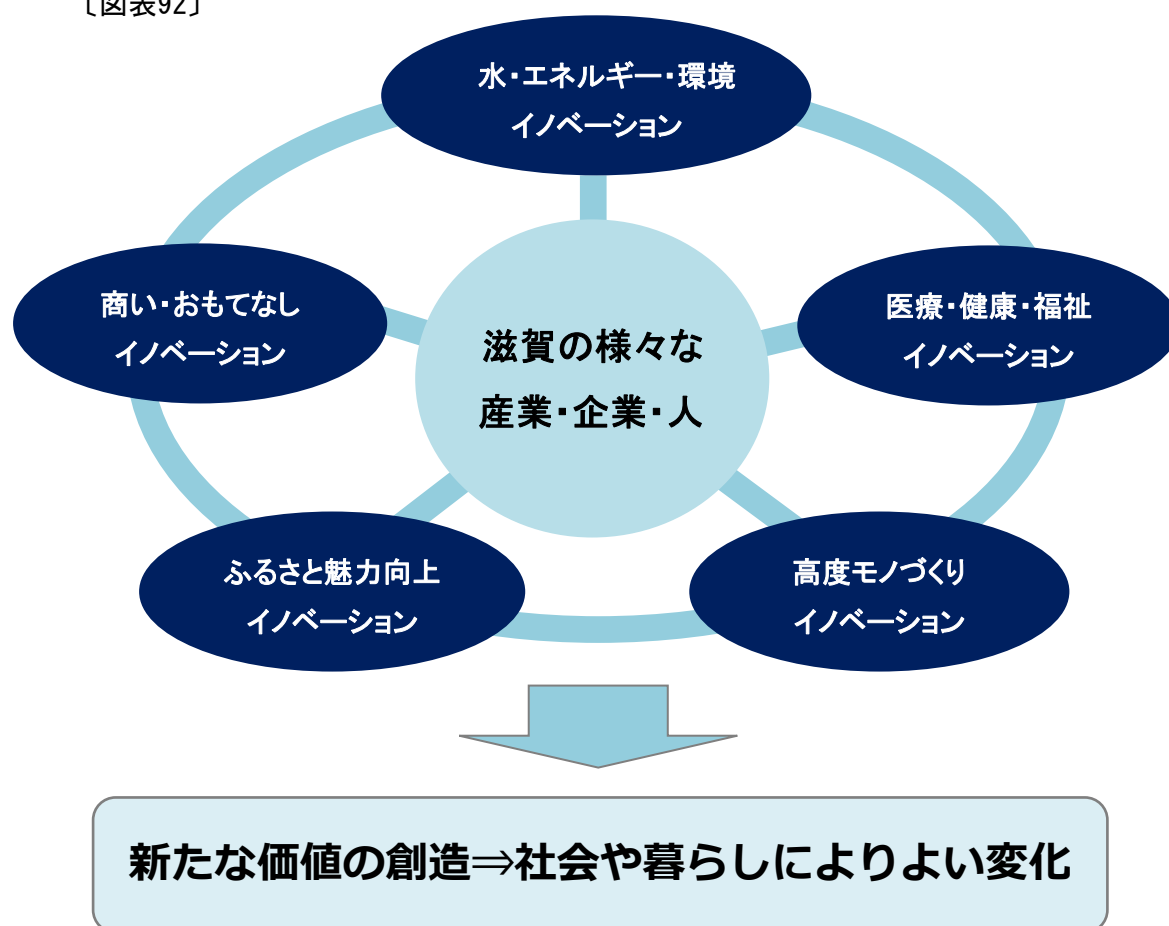 〔図表92〕
水・エネルギー・環境
イノベーション
商い・おもてなし
イノベーション
医療・健康・福祉
イノベーション
滋賀の様々な
産業・企業・人
ふるさと魅力向上
イノベーション
高度モノづくり
イノベーション
新たな価値の創造⇒社会や暮らしによりよい変化